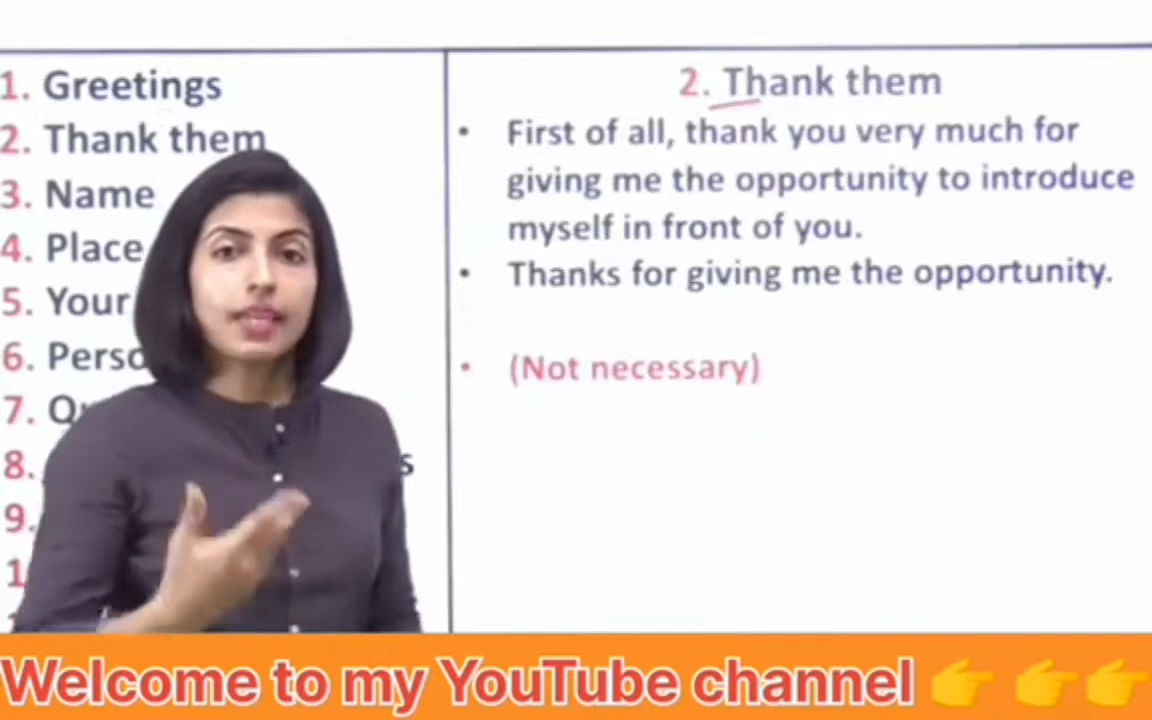 1. Greetings
2. Thank them
3. Name
4. Place
5. Your
6.
7.
8.
9.
2. Thank them
• First of all, thank you very much for
giving me the opportunity to introduce
myself in front of you.
• Thanks for giving me the opportunity.
• (Not necessary)
Welcome to my YouTube channel 👉 👉👉